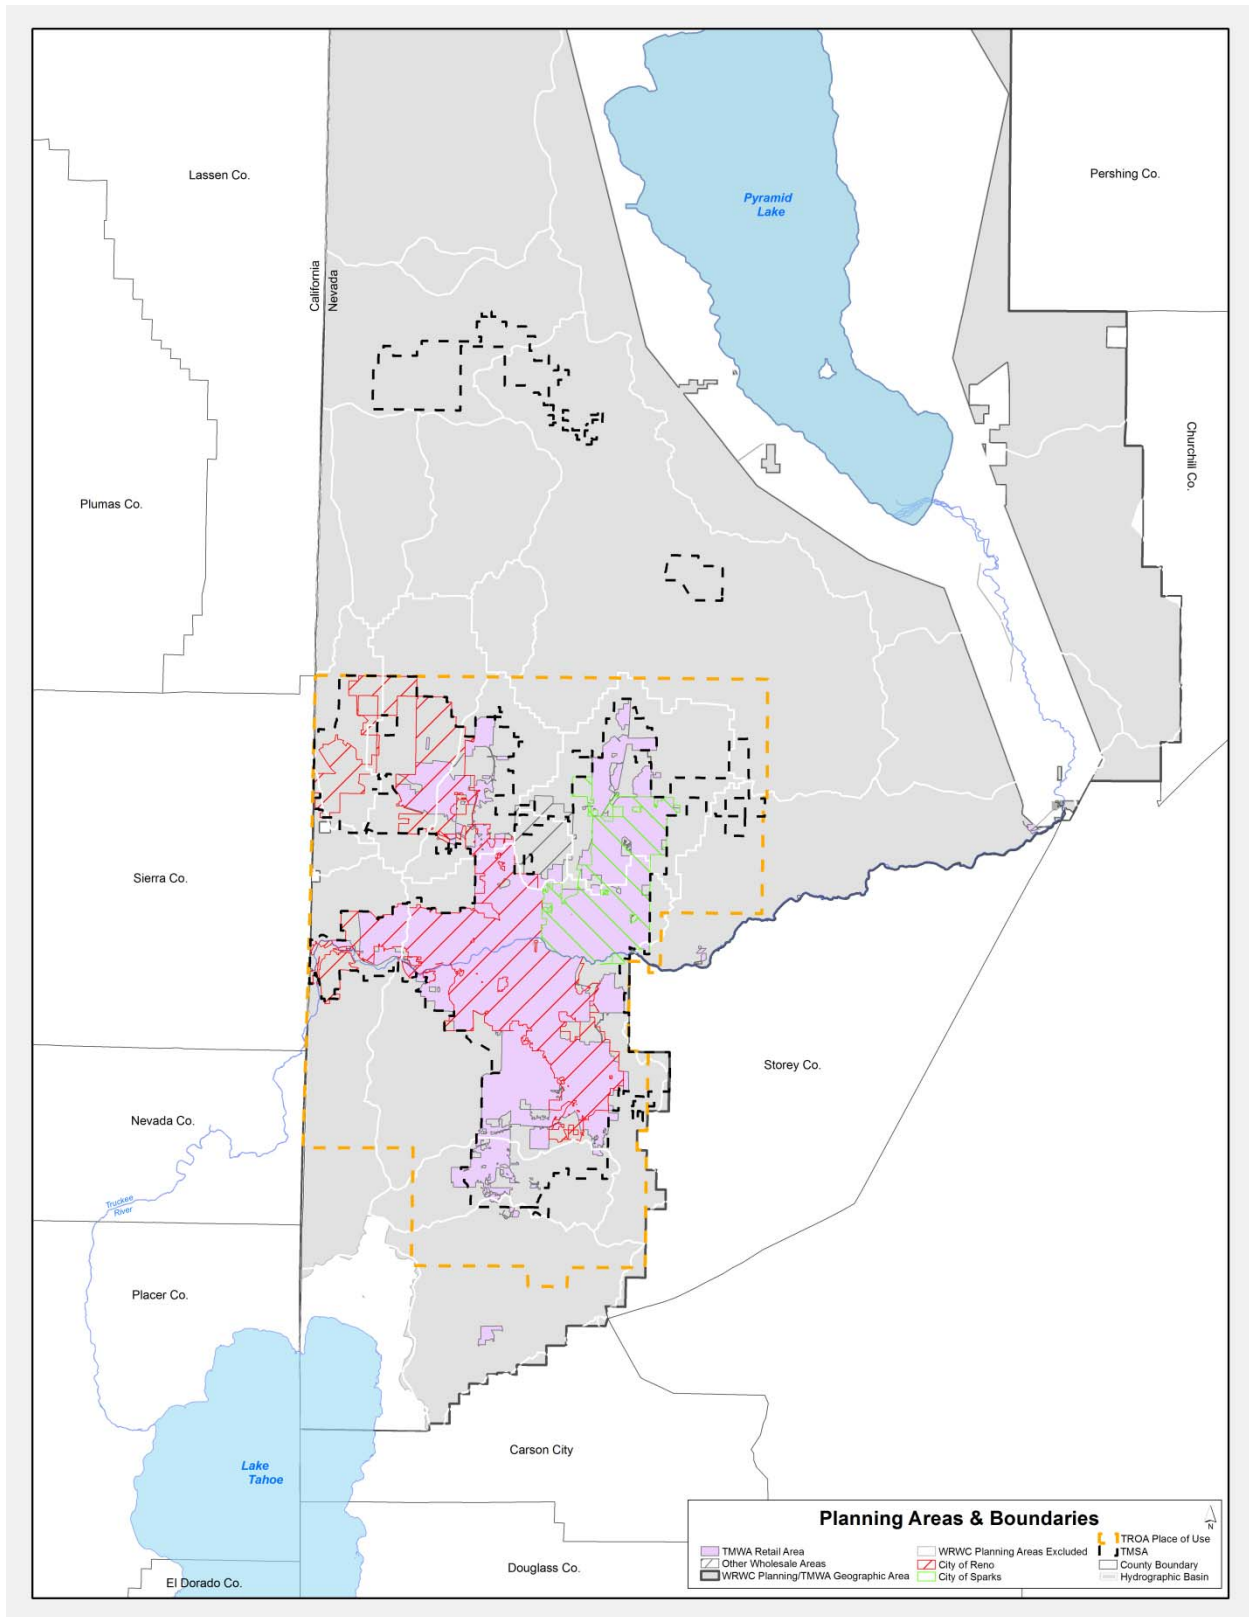 Lassen Co.
Pyramid
Lake
Pershing Co.
California
Nevada
Churchill Co.
Plumas Co.
Sierra Co.
Storey Co.
Nevada Co.
Truckee
River
Placer Co.
Lake
Tahoe
Carson City
Douglass Co.
El Dorado Co.
Planning Areas & Boundaries
N
TMWA Retail Area
Other Wholesale Areas
WRWC Planning/TMWA Geographic Area
WRWC Planning Areas Excluded
City of Reno
City of Sparks
TROA Place of Use
TMSA
County Boundary
Hydrographic Basin